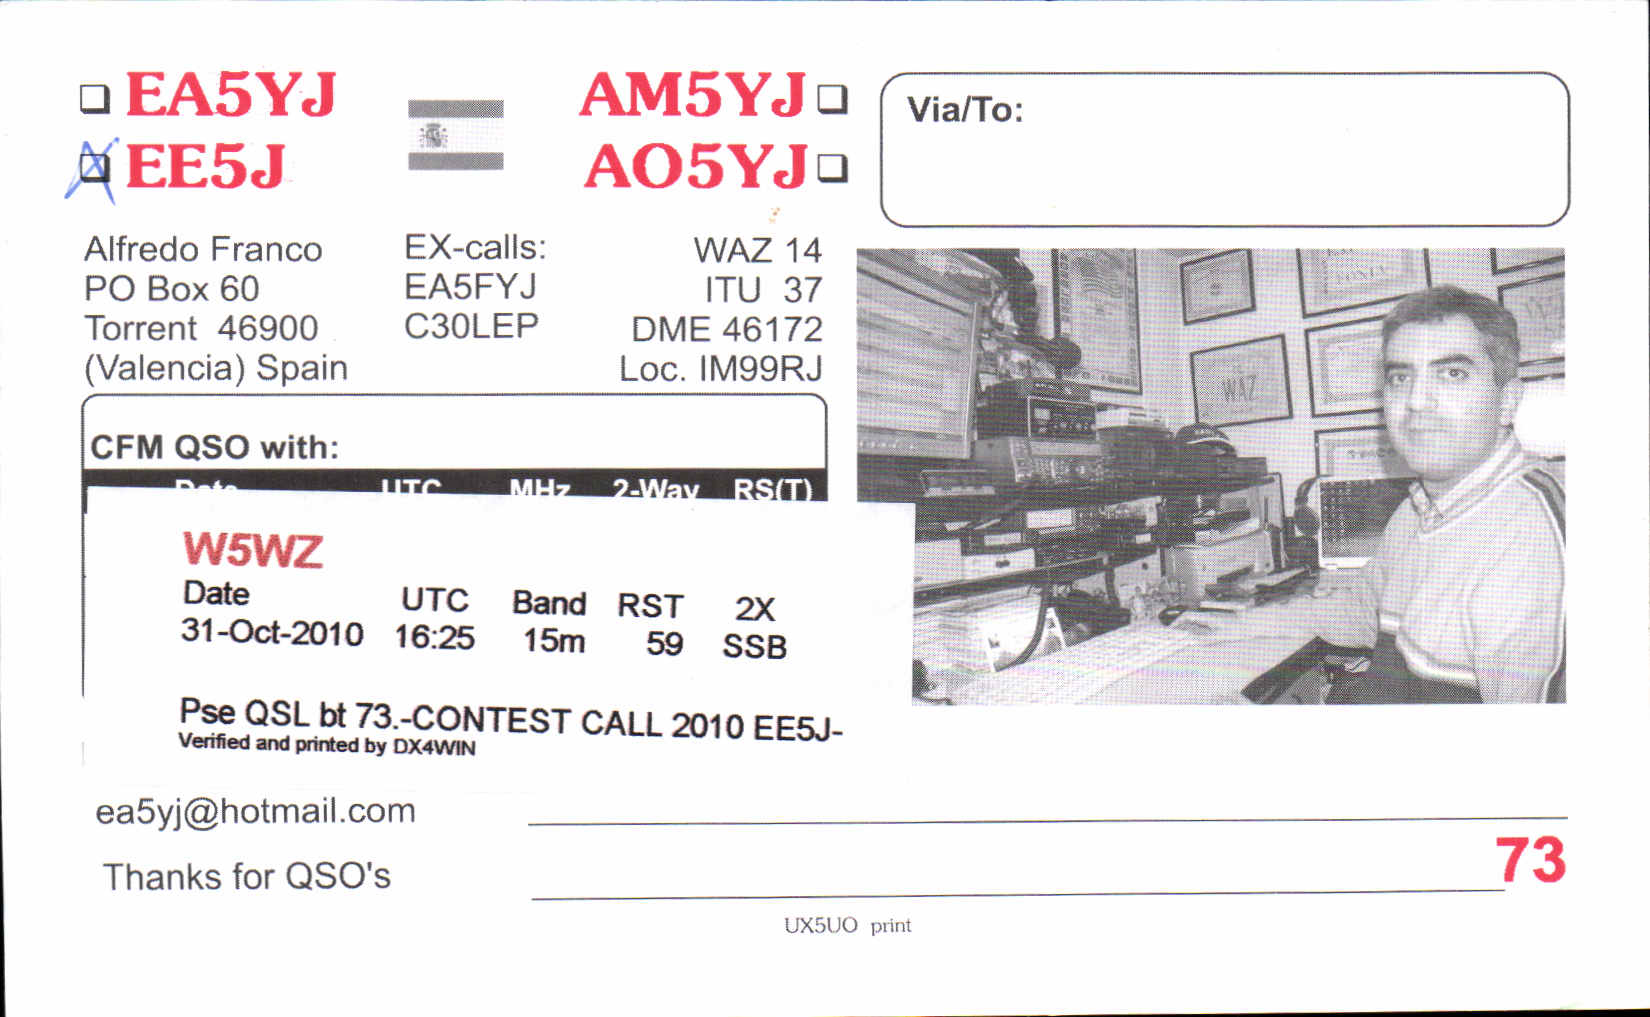 EA5YJ
EE5J
AM5YJ
AO5YJ
Via/To:
Alfredo Franco
PO Box 60
Torrent 46900
(Valencia) Spain
EX-calls:
EA5FYJ
C30LEP
WAZ 14
ITU 37
DME 46172
Loc. IM99RJ
WAZ
CFM QSO with:
Date UTC MHz 2-Way RS(T)
W5WZ
Date UTC Band RST 2X
31-Oct-2010 16:25 15m 59 SSB
Pse QSL bt 73.-CONTEST CALL 2010 EE5J-
Verified and printed by DX4WIN
ea5yj@hotmail.com
Thanks for QSO's
73
UX5UO print